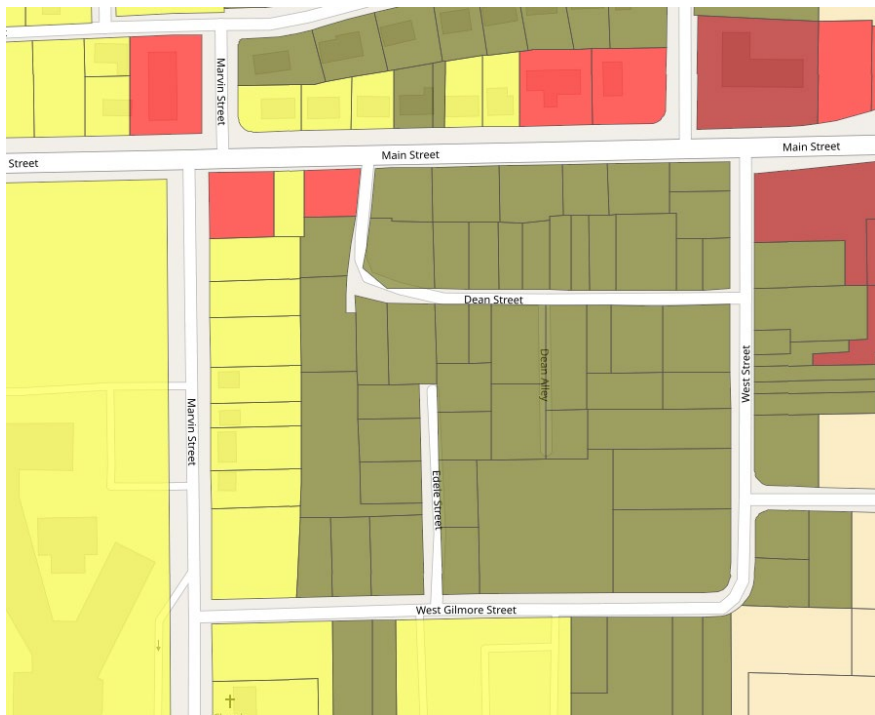 Marvin Street
Main Street
Main Street
Street
Dean Street
Dean Alley
West Street
Marvin Street
Edele Street
West Gilmore Street